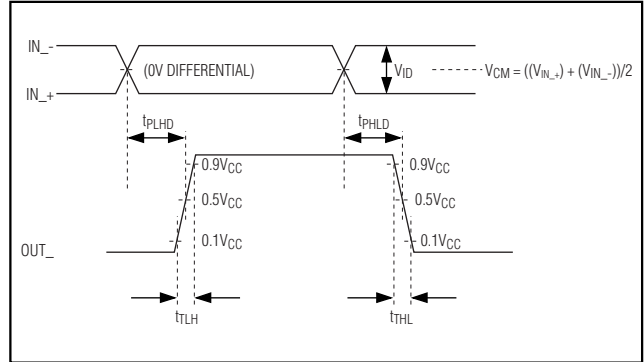 IN_-
(0V DIFFERENTIAL)
VID
VCM = ((VIN_+) + (VIN_-))/2
IN_+
tPLHD
tPHLD
0.9VCC
0.9VCC
0.5VCC
0.5VCC
0.1VCC
0.1VCC
OUT_
tTLH
tTHL